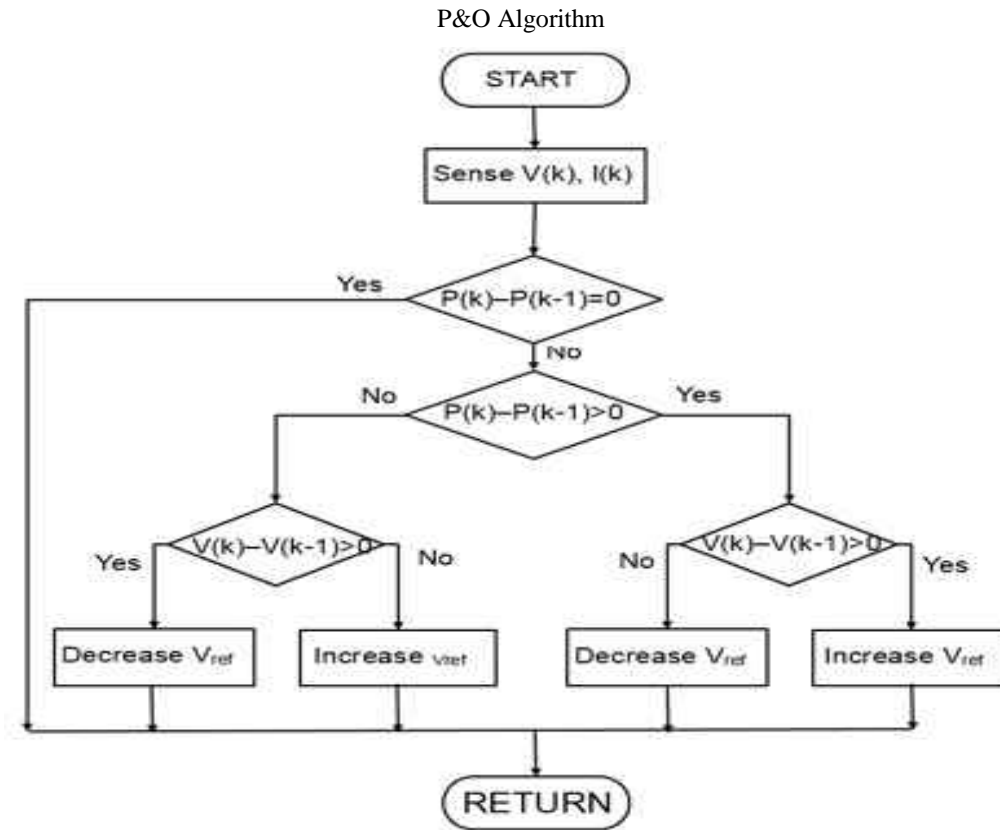 P&O Algorithm
START
Sense V(k), I(k)
Yes
P(k)–P(k-1)=0
No
No
P(k)–P(k-1)>0
Yes
V(k)–V(k-1)>0
Yes
No
V(k)–V(k-1)>0
No
Yes
Decrease Vref
Increase Vref
Decrease Vref
Increase Vref
RETURN